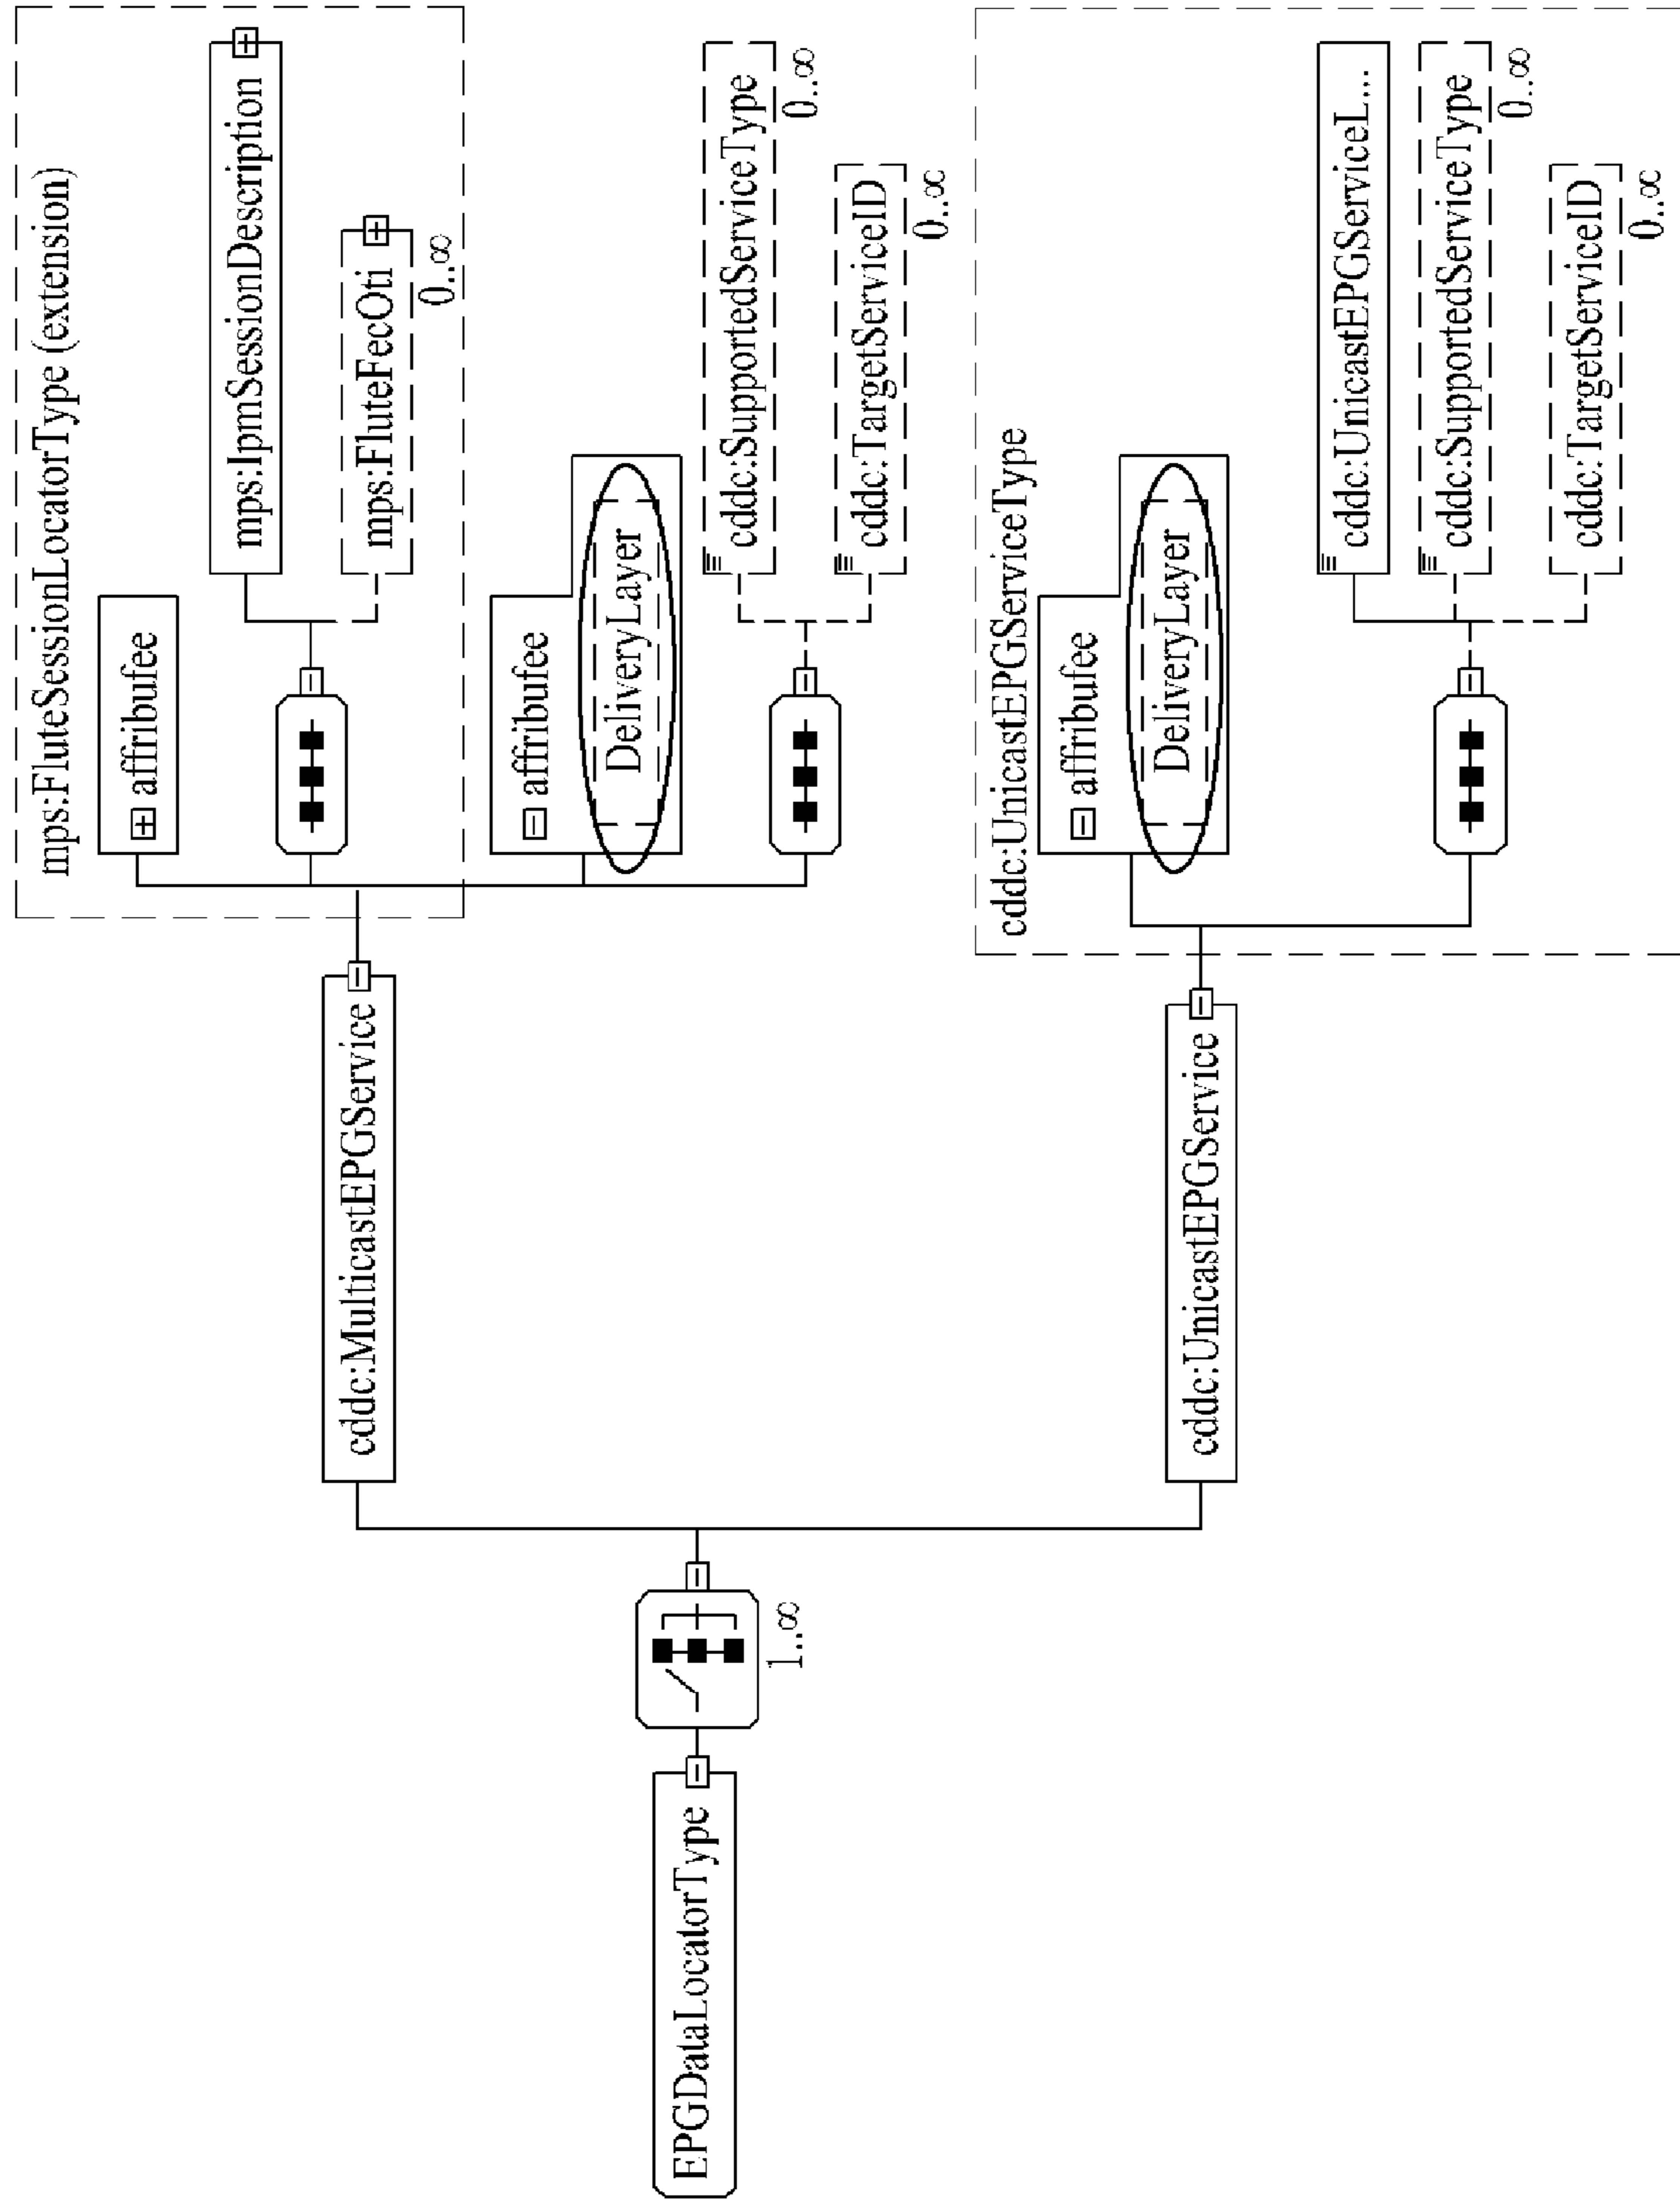 EPGDataLocatorType
1..∞
cddc:MulticastEPGService
mps:FluteSessionLocatorType (extension)
affribufee
mps:IpmSessionDescription
mps:FluteFecOti
0..∞
affribufee
DeliveryLayer
cddc:SupportedServiceType
0..∞
cddc:TargetServiceID
0..∞
cddc:UnicastEPGService
cddc:UnicastEPGServiceType
affribufee
DeliveryLayer
cddc:UnicastEPGServiceL...
cddc:SupportedServiceType
0..∞
cddc:TargetServiceID
0..∞